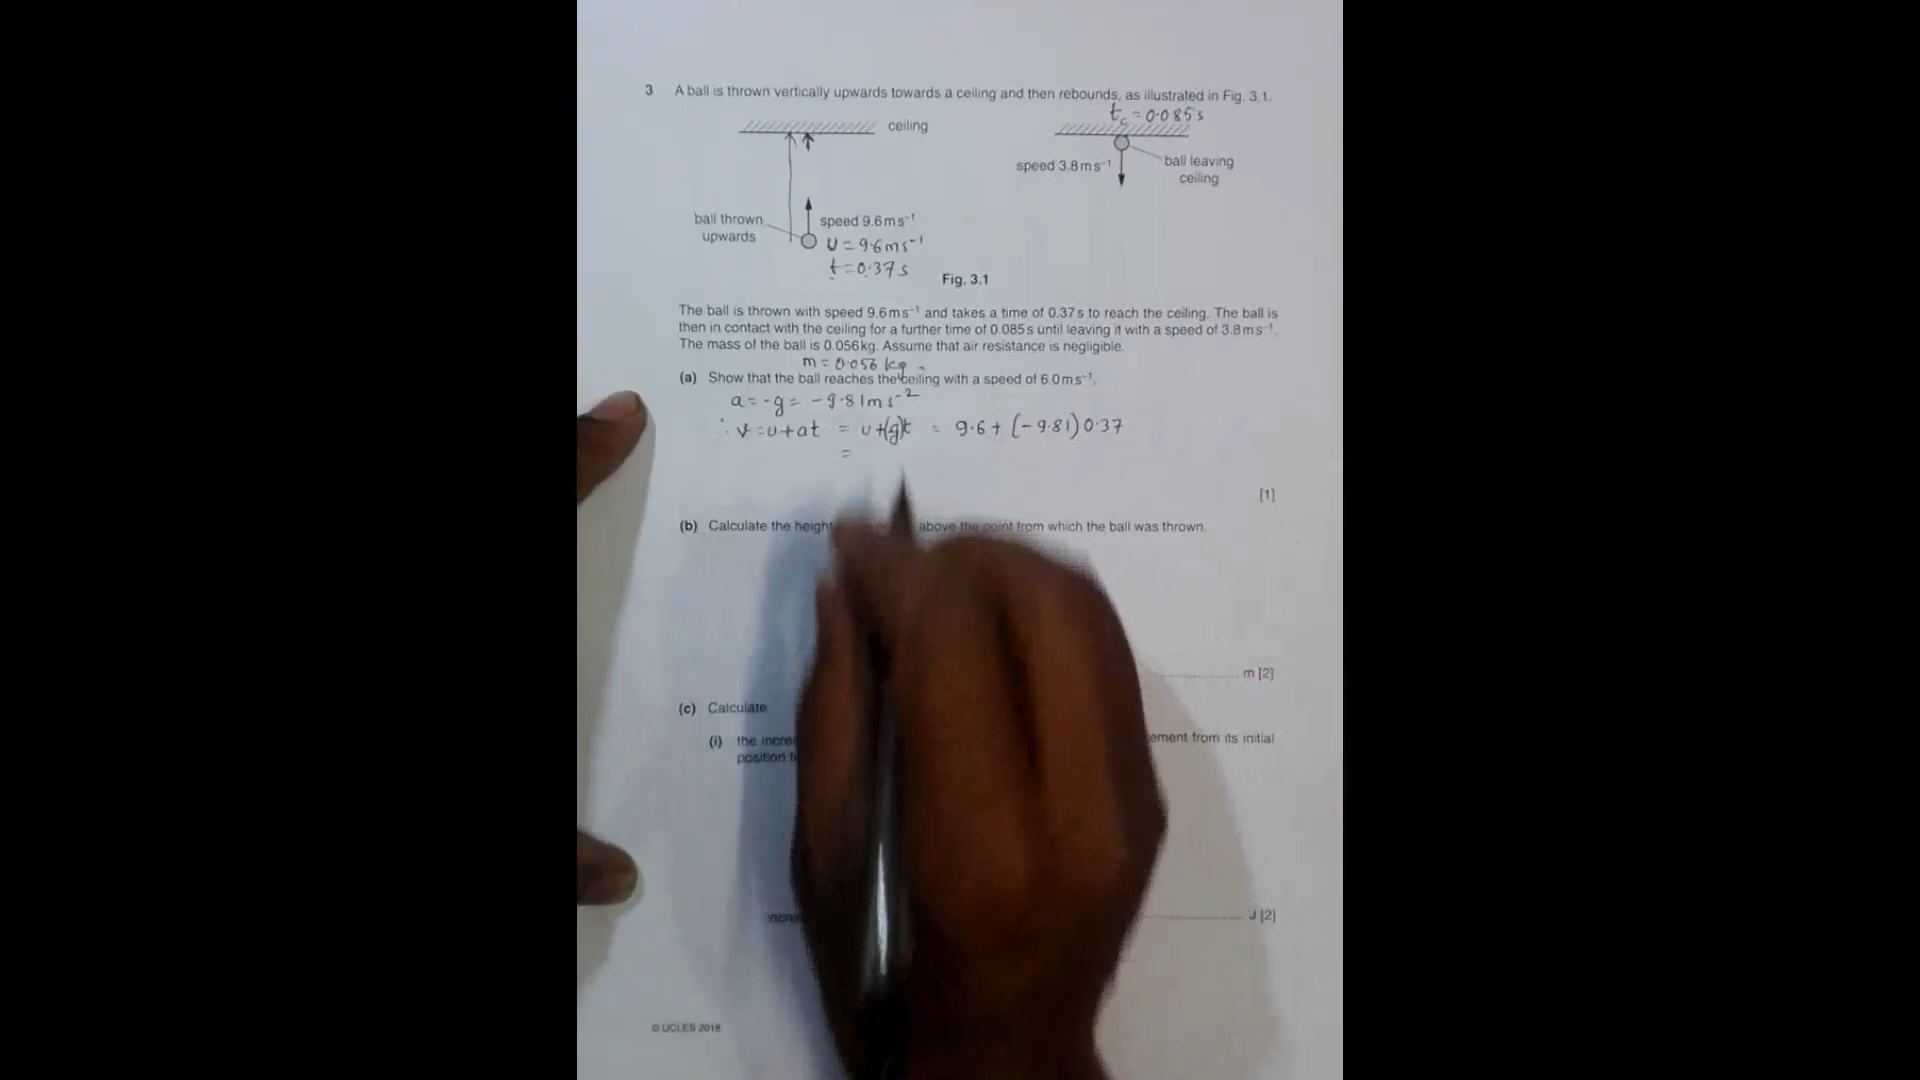 3 A ball is thrown vertically upwards towards a ceiling and then rebounds, as illustrated in Fig. 3.1.
t_c = 0.085 s
ceiling
speed 3.8 m s⁻¹
ball leaving
ceiling
ball thrown
upwards
speed 9.6 m s⁻¹
u = 9.6 m s⁻¹
t = 0.37 s
Fig. 3.1
The ball is thrown with speed 9.6 m s⁻¹ and takes a time of 0.37 s to reach the ceiling. The ball is
then in contact with the ceiling for a further time of 0.085 s until leaving it with a speed of 3.8 m s⁻¹.
The mass of the ball is 0.056 kg. Assume that air resistance is negligible.
m = 0.056 kg
(a) Show that the ball reaches the ceiling with a speed of 6.0 m s⁻¹.
a = -g = -9.81 m s⁻²
∴ v = u + at = u + (g)t = 9.6 + (-9.81) 0.37
=
[1]
(b) Calculate the height above the point from which the ball was thrown.
m [2]
(c) Calculate
(i) the ement from its initial
position
J [2]
© UCLES 2018